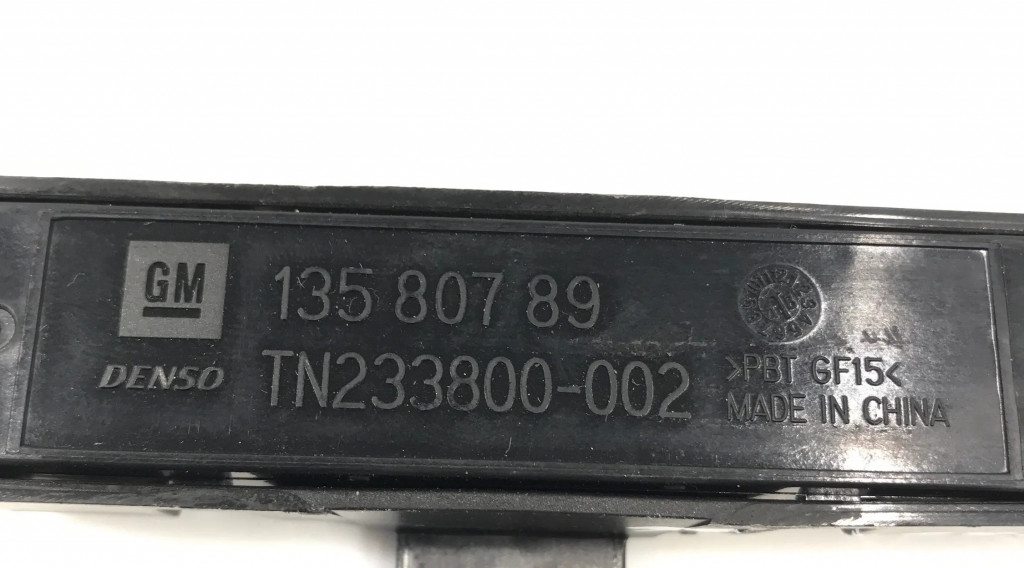 GM
135 807 89
DENSO
TN233800-002
>PBT GF15<
MADE IN CHINA